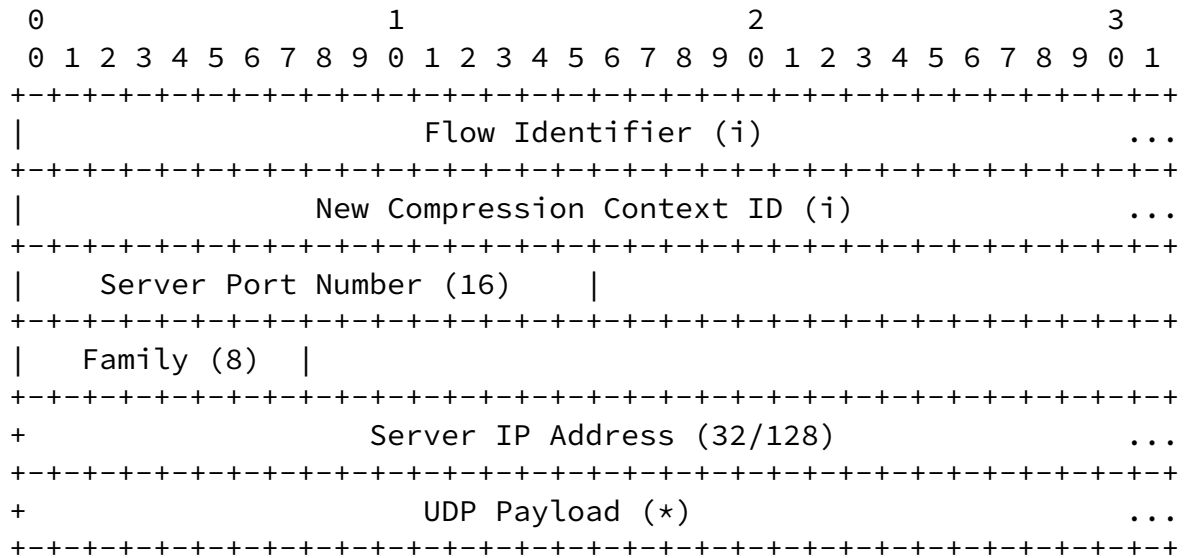 0                   1                   2                   3
 0 1 2 3 4 5 6 7 8 9 0 1 2 3 4 5 6 7 8 9 0 1 2 3 4 5 6 7 8 9 0 1
+-+-+-+-+-+-+-+-+-+-+-+-+-+-+-+-+-+-+-+-+-+-+-+-+-+-+-+-+-+-+-+-+
|                      Flow Identifier (i)                    ...
+-+-+-+-+-+-+-+-+-+-+-+-+-+-+-+-+-+-+-+-+-+-+-+-+-+-+-+-+-+-+-+-+
|                New Compression Context ID (i)               ...
+-+-+-+-+-+-+-+-+-+-+-+-+-+-+-+-+-+-+-+-+-+-+-+-+-+-+-+-+-+-+-+-+
|    Server Port Number (16)    |
+-+-+-+-+-+-+-+-+-+-+-+-+-+-+-+-+-+-+-+-+-+-+-+-+-+-+-+-+-+-+-+-+
|   Family (8)  |
+-+-+-+-+-+-+-+-+-+-+-+-+-+-+-+-+-+-+-+-+-+-+-+-+-+-+-+-+-+-+-+-+
+                   Server IP Address (32/128)                ...
+-+-+-+-+-+-+-+-+-+-+-+-+-+-+-+-+-+-+-+-+-+-+-+-+-+-+-+-+-+-+-+-+
+                      UDP Payload (*)                        ...
+-+-+-+-+-+-+-+-+-+-+-+-+-+-+-+-+-+-+-+-+-+-+-+-+-+-+-+-+-+-+-+-+